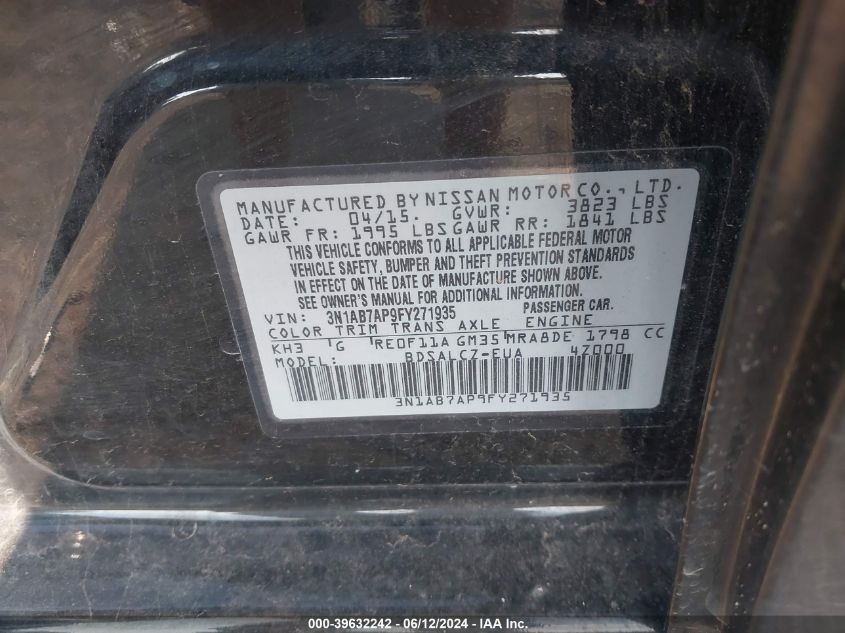 MANUFACTURED BY NISSAN MOTOR CO., LTD.
DATE: 04/15. GVWR: 3823 LBS
GAWR FR: 1995 LBS GAWR RR: 1841 LBS
THIS VEHICLE CONFORMS TO ALL APPLICABLE FEDERAL MOTOR
VEHICLE SAFETY, BUMPER AND THEFT PREVENTION STANDARDS
IN EFFECT ON THE DATE OF MANUFACTURE SHOWN ABOVE.
SEE OWNER'S MANUAL FOR ADDITIONAL INFORMATION.
VIN: 3N1AB7AP9FY271935 PASSENGER CAR.
COLOR TRIM TRANS AXLE ENGINE
KH3 G RE0F11A GM35 MRA8DE 1798 CC
MODEL: BDSALCZ-EUA 4Z000
3N1AB7AP9FY271935
000-39632242 - 06/12/2024 - IAA, Inc.